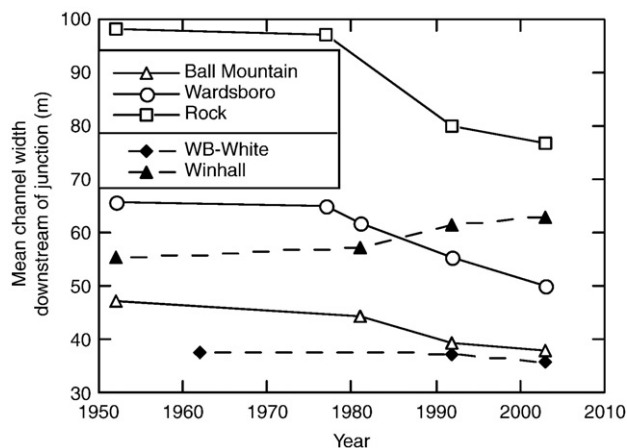 Mean channel width
downstream of junction (m)
100
90
80
70
60
50
40
30
Ball Mountain
Wardsboro
Rock
WB-White
Winhall
1950 1960 1970 1980 1990 2000 2010
Year